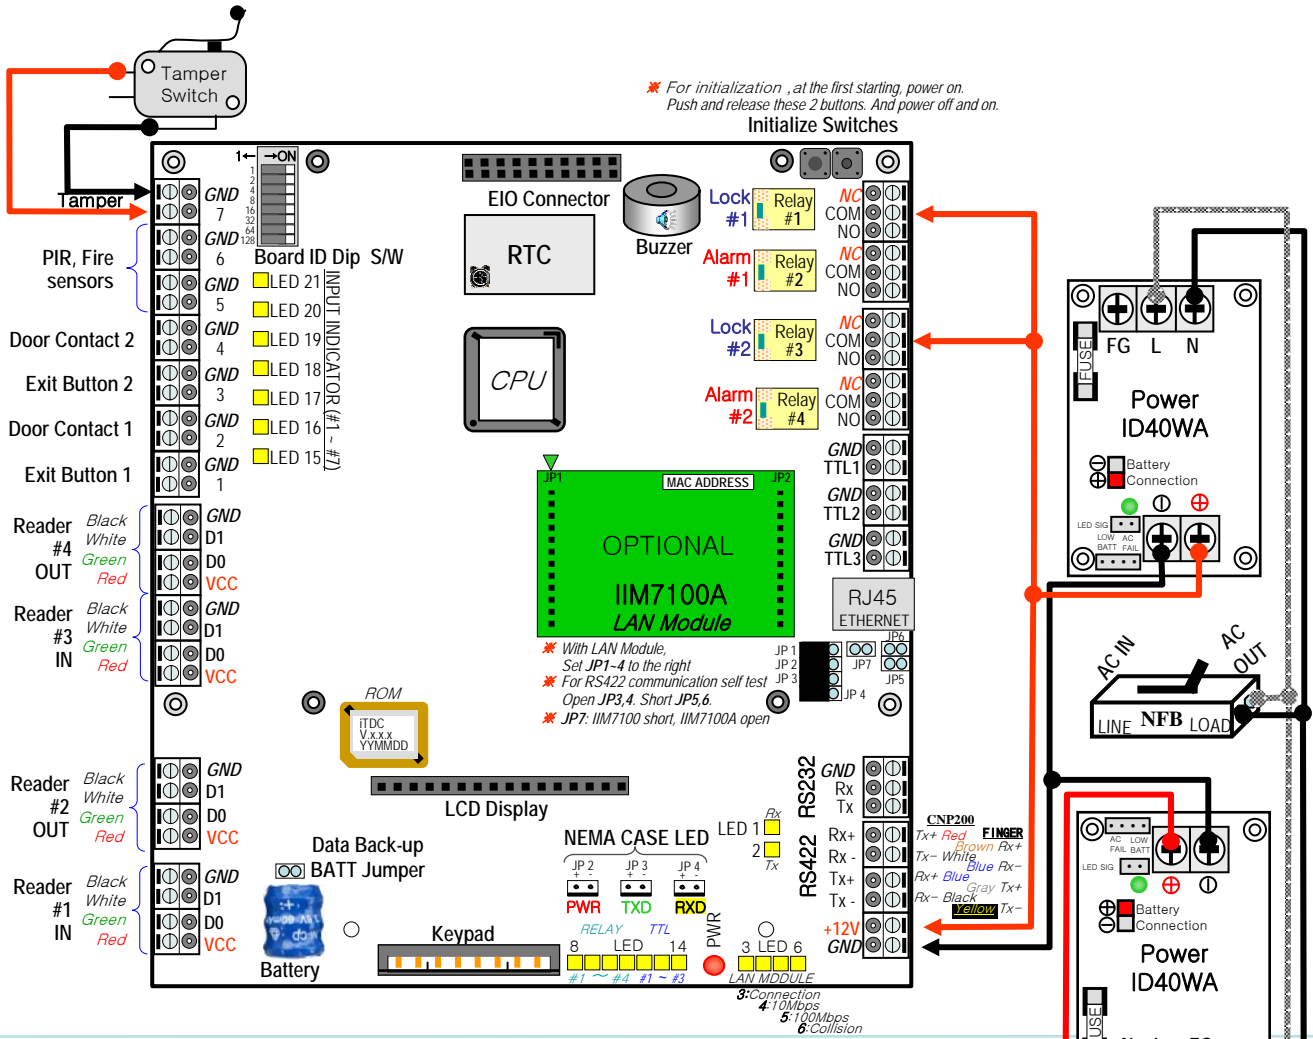 Tamper
Switch
※ For initialization , at the first starting, power on.
Push and release these 2 buttons. And power off and on.
Initialize Switches
Tamper
GND
7
PIR, Fire
sensors
GND
6
GND
5
Door Contact 2
GND
4
Exit Button 2
GND
3
Door Contact 1
GND
2
Exit Button 1
GND
1
Reader
#4
OUT
Black
White
Green
Red
GND
D1
D0
VCC
Reader
#3
IN
Black
White
Green
Red
GND
D1
D0
VCC
Reader
#2
OUT
Black
White
Green
Red
GND
D1
D0
VCC
Reader
#1
IN
Black
White
Green
Red
GND
D1
D0
VCC
1← →ON
1
2
4
8
16
32
64
128
Board ID Dip S/W
LED 21
LED 20
LED 19
LED 18
LED 17
LED 16
LED 15
INPUT INDICATOR (#1 ~ #7)
EIO Connector
RTC
Buzzer
CPU
Lock
#1
Relay
#1
NC
COM
NO
Alarm
#1
Relay
#2
NC
COM
NO
Lock
#2
Relay
#3
NC
COM
NO
Alarm
#2
Relay
#4
NC
COM
NO
GND
TTL1
GND
TTL2
GND
TTL3
JP1
MAC ADDRESS
JP2
OPTIONAL
IIM7100A
LAN Module
RJ45
ETHERNET
※ With LAN Module,
Set JP1~4 to the right
※ For RS422 communication self test
Open JP3,4. Short JP5,6.
※ JP7: IIM7100 short, IIM7100A open
JP 1
JP 2
JP 3
JP 4
JP7
JP6
JP5
ROM
iTDC
V.x.x.x
YYMMDD
LCD Display
Data Back-up
BATT Jumper
Battery
Keypad
NEMA CASE LED
JP 2
+ -
PWR
JP 3
+ -
TXD
JP 4
+ -
RXD
Rx
LED 1
2
Tx
RELAY TTL
8 LED 14
#1 ~ #4 #1 ~ #3
PWR
3 LED 6
LAN MDDULE
3:Connection
4:10Mbps
5:100Mbps
6:Collision
RS232
GND
Rx
Tx
RS422
Rx+
Rx -
Tx+
Tx -
+12V
GND
CNP200
FINGER
Tx+ Red
Brown Rx+
Tx- White
Blue Rx-
Rx+ Blue
Gray Tx+
Rx- Black
Yellow Tx-
FUSE
FG L N
Power
ID40WA
Battery
Connection
LED SIG
LOW
BATT
AC
FAIL
AC IN
AC
OUT
LINE NFB LOAD
AC
FAIL
LOW
BATT
LED SIG
Battery
Connection
Power
ID40WA